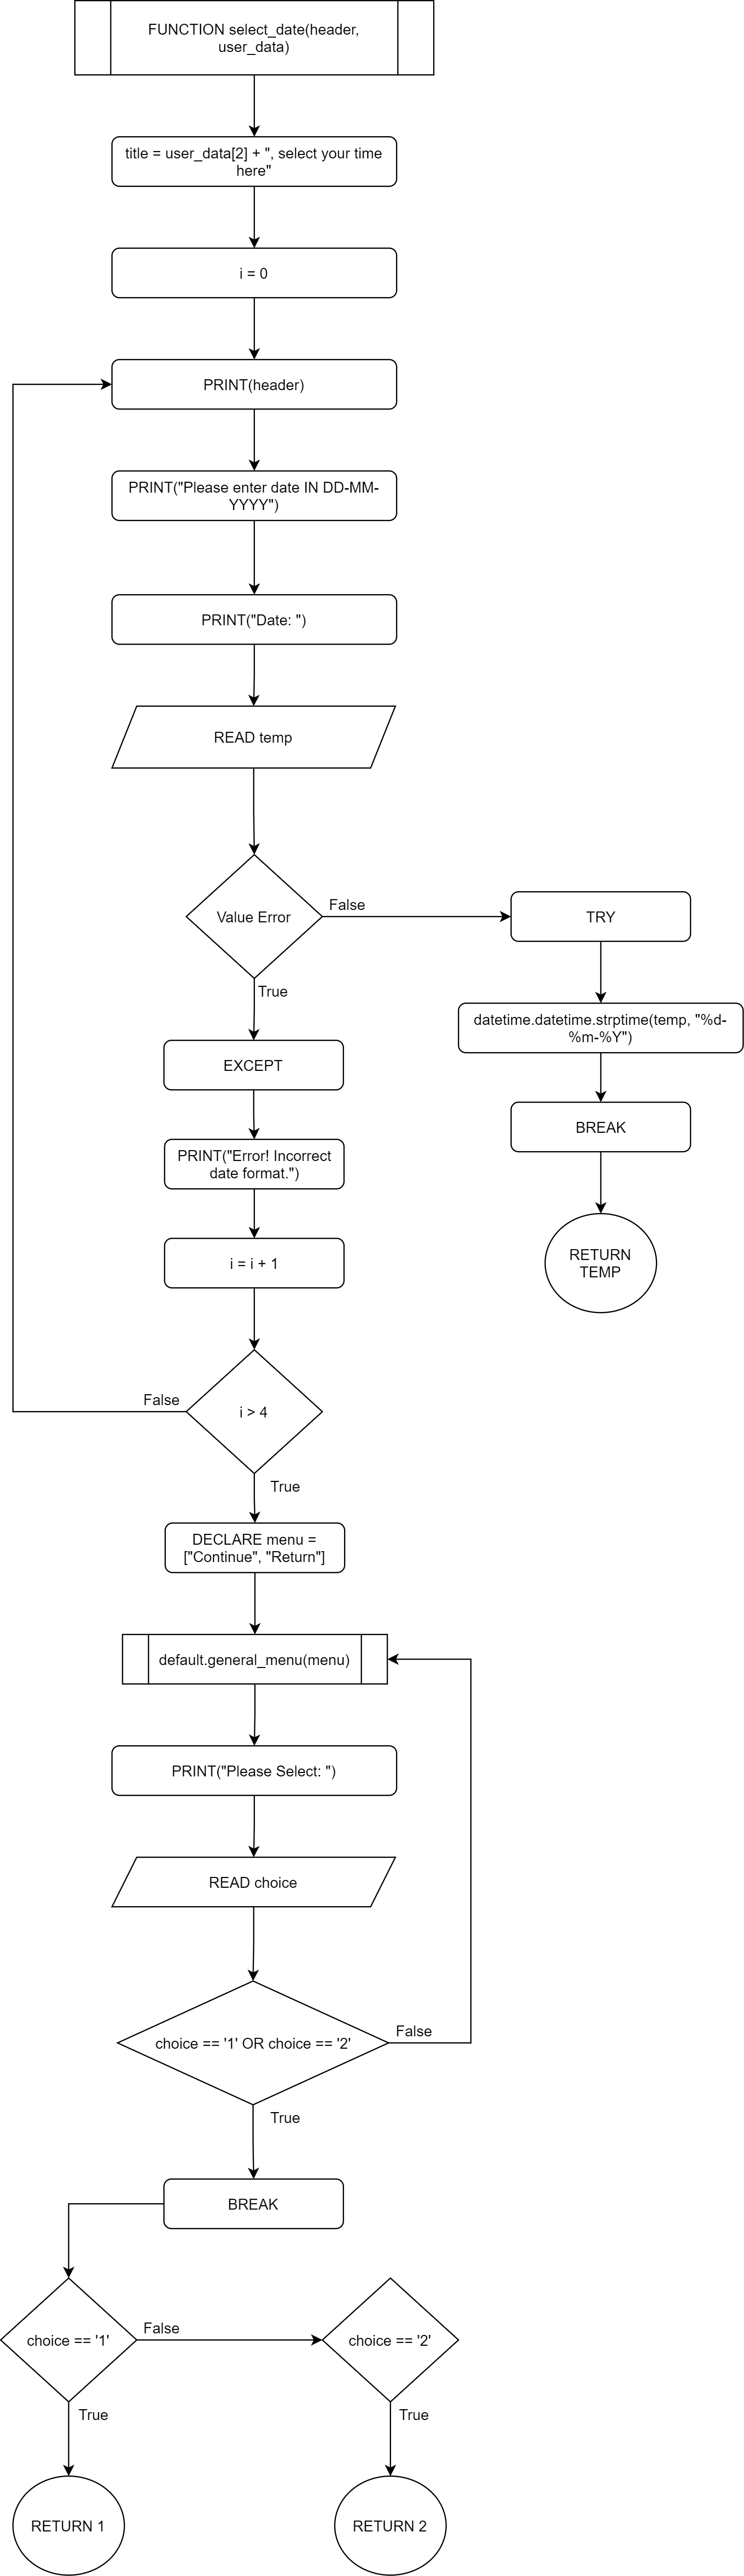 FUNCTION select_date(header,
user_data)
title = user_data[2] + ", select your time
here"
i = 0
PRINT(header)
PRINT("Please enter date IN DD-MM-
YYYY")
PRINT("Date: ")
READ temp
Value Error
False
TRY
True
datetime.datetime.strptime(temp, "%d-
%m-%Y")
EXCEPT
BREAK
PRINT("Error! Incorrect
date format.")
i = i + 1
RETURN
TEMP
i > 4
False
True
DECLARE menu =
["Continue", "Return"]
default.general_menu(menu)
PRINT("Please Select: ")
READ choice
choice == '1' OR choice == '2'
False
True
BREAK
choice == '1'
False
choice == '2'
True
True
RETURN 1
RETURN 2